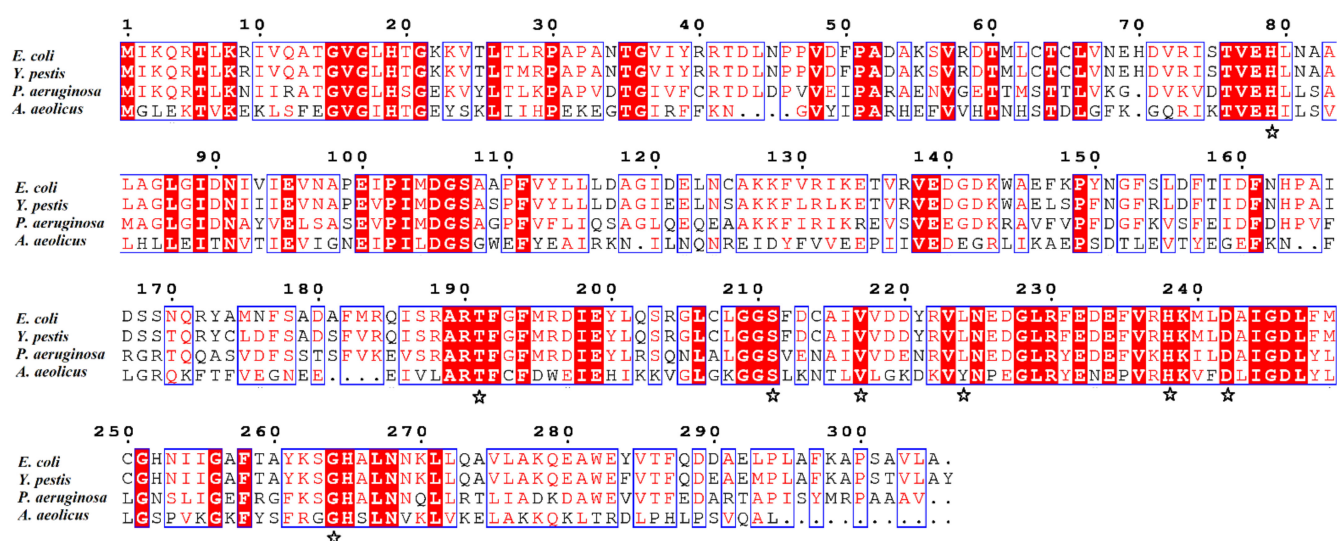 1 10 20 30 40 50 60 70 80
E. coli MIKQRTLKRIVQATGVGLHTGKKVTLTLRPAPANTGVIYRRTDLNPPVDFPADAKSVRDTMLCTCLVNEHDVRISTVEHLNAA
Y. pestis MIKQRTLKRIVQATGVGLHTGKKVTLTMRPAPANTGVIYRRTDLNPPVDFPADAKSVRDTMLCTCLVNEHDVRISTVEHLNAA
P. aeruginosa MIKQRTLKNIIRATGVGLHSGEKVYLTLKPAPVDTGIVFCRTDLDPVVEIPARAENVGETTMSTTLVKG.DVKVDTVEHLLSA
A. aeolicus MGLEKTVKEKLSFEGVGIHTGEYSKLIIHPEKEGTGIRFFKN...GVYIPARHEFVVHTNHSTDLGFK.GQRIKTVEHILSV
☆
90 100 110 120 130 140 150 160
E. coli LAGLGIDNIVIEVNAPEIPIMDGSAAPFVYLLLDAGIDELNCAKKFVRIKETVRVEDGDKWAEFKPYNGFSLDFTIDFNHPAI
Y. pestis LAGLGIDNIIIEVNAPEVPIMDGSASPFVYLLLDAGIEELNSAKKFLRLKETVRVEDGDKWAELSPFNGFRLDFTIDFNHPAI
P. aeruginosa MAGLGIDNAYVELSASEVPIMDGSAGPFVFLIQSAGLQEQEAAKKFIRIKREVSVEEGDKRAVFVPFDGFKVSFEIDFDHPVF
A. aeolicus LHLLEITNVTIEVIGNEIPILDGSGWEFYEAIRKN.ILNQNREIDYFVVEEPIIVEDEGRLIKAEPSDTLEVTYEGEFKN..F
170 180 190 200 210 220 230 240
E. coli DSSNQRYAMNFSADAFMRQISRARTFGFMRDIEYLQSRGLCLGGSFDCAIVVDDYRVLNEDGLRFEDEFVRHKMLDAIGDLFM
Y. pestis DSSTQRYCLDFSADSFVRQISRARTFGFMRDIEYLQSRGLCLGGSFDCAIVVDDYRVLNEDGLRFEDEFVRHKMLDAIGDLFM
P. aeruginosa RGRTQQASVDFSSTSFVKEVSRARTFGFMRDIEYLRSQNLALGGSVENAIVVDENRVLNEDGLRYEDEFVKHKILDAIGDLYL
A. aeolicus LGRQKFTFVEGNEE....EIVLARTFCFDWEIEHIKKVGLGKGGSLKNTLVLGKDKVYNPEGLRYENEPVRHKVFDLIGDLYL
☆ ☆ ☆ ☆ ☆ ☆
250 260 270 280 290 300
E. coli CGHNIIGAFTAYKSGHALNNKLLQAVLAKQEAWEYVTFQDDAELPLAFKAPSAVLA.
Y. pestis CGHNIIGAFTAYKSGHALNNKLLQAVLAKQEAWEFVTFQDEAEMPLAFKAPSTVLAY
P. aeruginosa LGNSLIGEFRGFKSGHALNNQLLRTLIADKDAWEVVTFEDARTAPISYMRPAAAV..
A. aeolicus LGSPVKGKFYSFRGGHSLNVKLVKELAKKQKLTRDLPHLPSVQAL............
☆